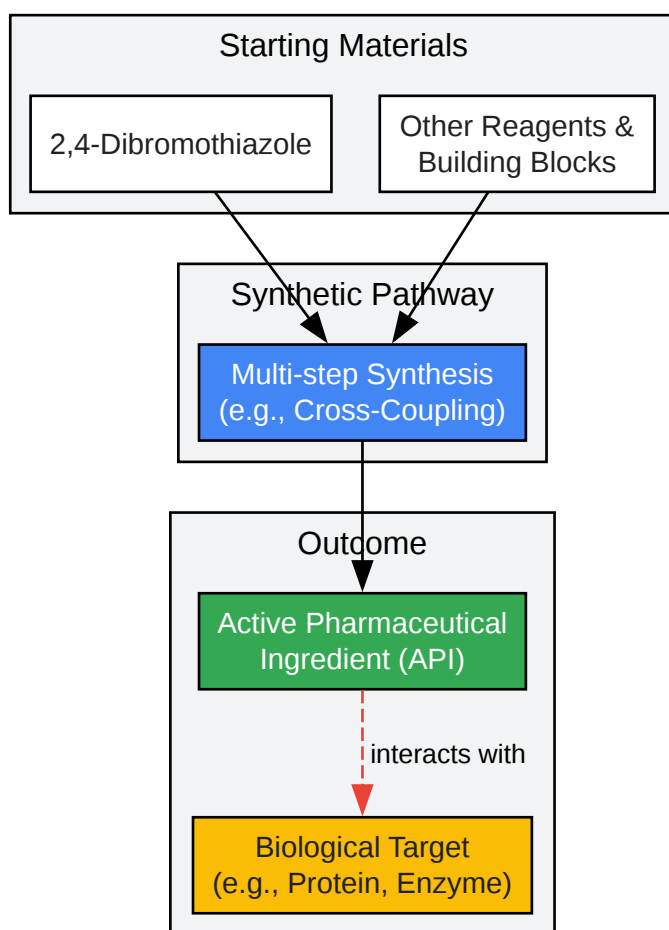 Starting Materials
2,4-Dibromothiazole
Other Reagents &
Building Blocks
Synthetic Pathway
Multi-step Synthesis
(e.g., Cross-Coupling)
Outcome
Active Pharmaceutical
Ingredient (API)
interacts with
Biological Target
(e.g., Protein, Enzyme)